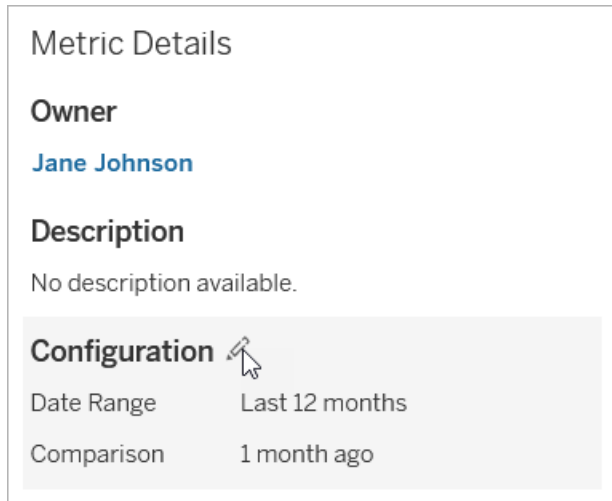 Metric Details
Owner
Jane Johnson
Description
No description available.
Configuration
Date Range Last 12 months
Comparison 1 month ago